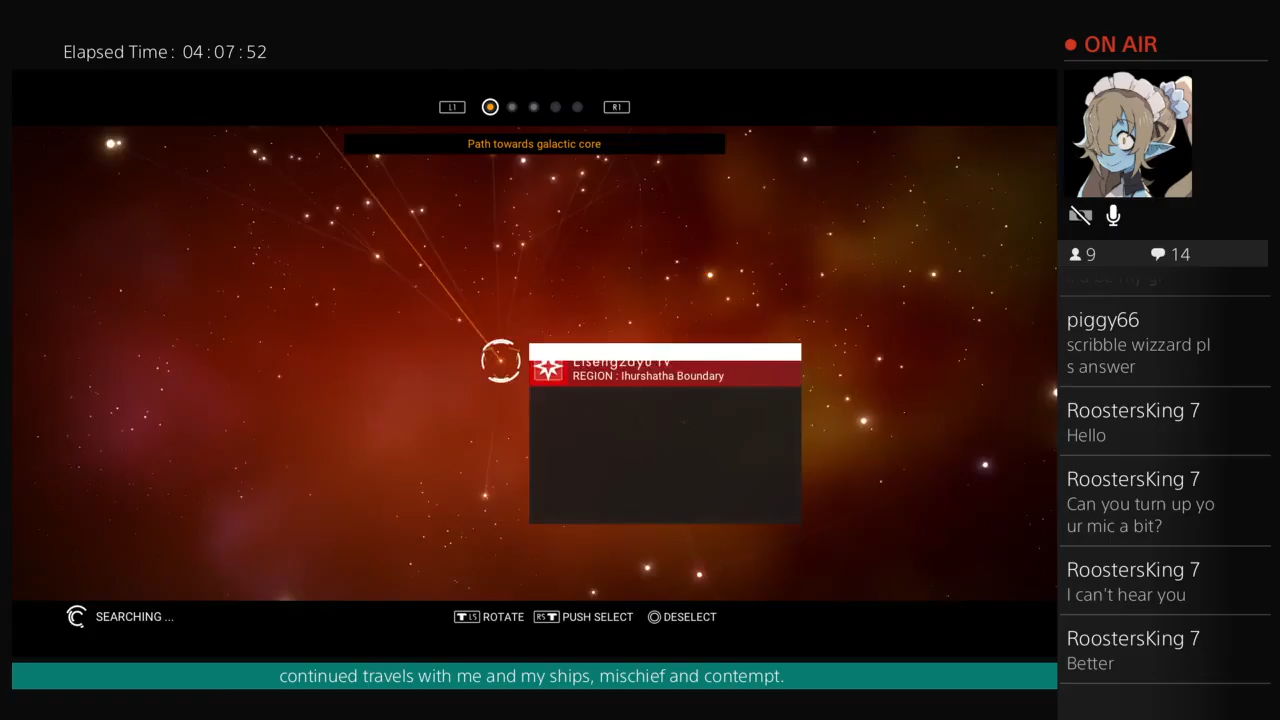 Elapsed Time: 04:07:52
ON AIR
L1
R1
Path towards galactic core
REGION : Ihurshatha Boundary
9
14
piggy66
scribble wizzard pl
s answer
RoostersKing 7
Hello
RoostersKing 7
Can you turn up yo
ur mic a bit?
RoostersKing 7
I can't hear you
RoostersKing 7
Better
SEARCHING ...
LS ROTATE RS PUSH SELECT DESELECT
continued travels with me and my ships, mischief and contempt.